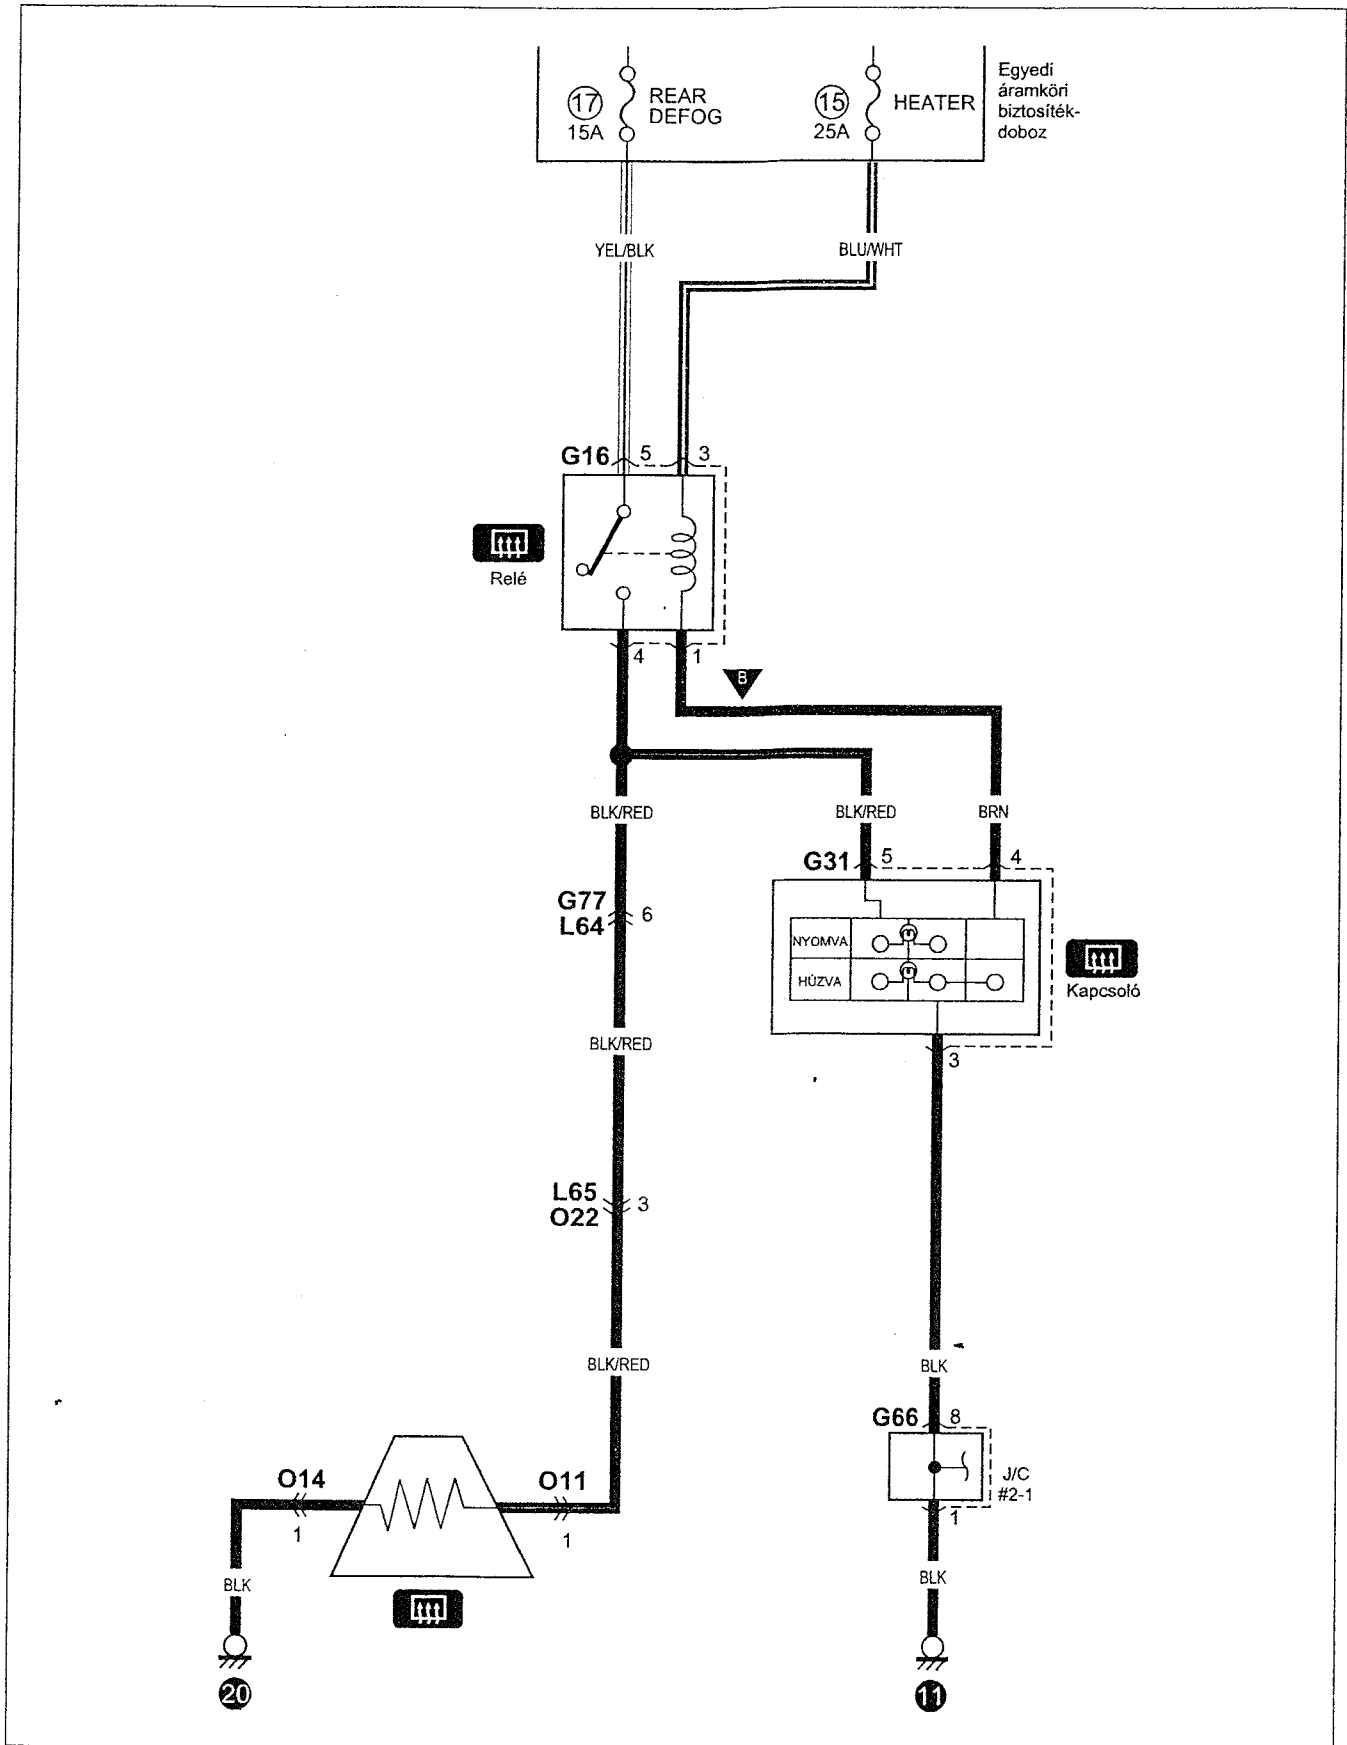 17
15A
REAR
DEFOG
15
25A
HEATER
Egyedi
áramköri
biztosíték-
doboz
YEL/BLK
BLU/WHT
G16
5
3
Relé
4
1
B
BLK/RED
BLK/RED
BRN
G31
5
4
G77
L64
6
NYOMVA
HÚZVA
Kapcsoló
BLK/RED
3
L65
O22
3
BLK/RED
BLK
G66
8
J/C
#2-1
O14
1
O11
1
1
BLK
BLK
20
11